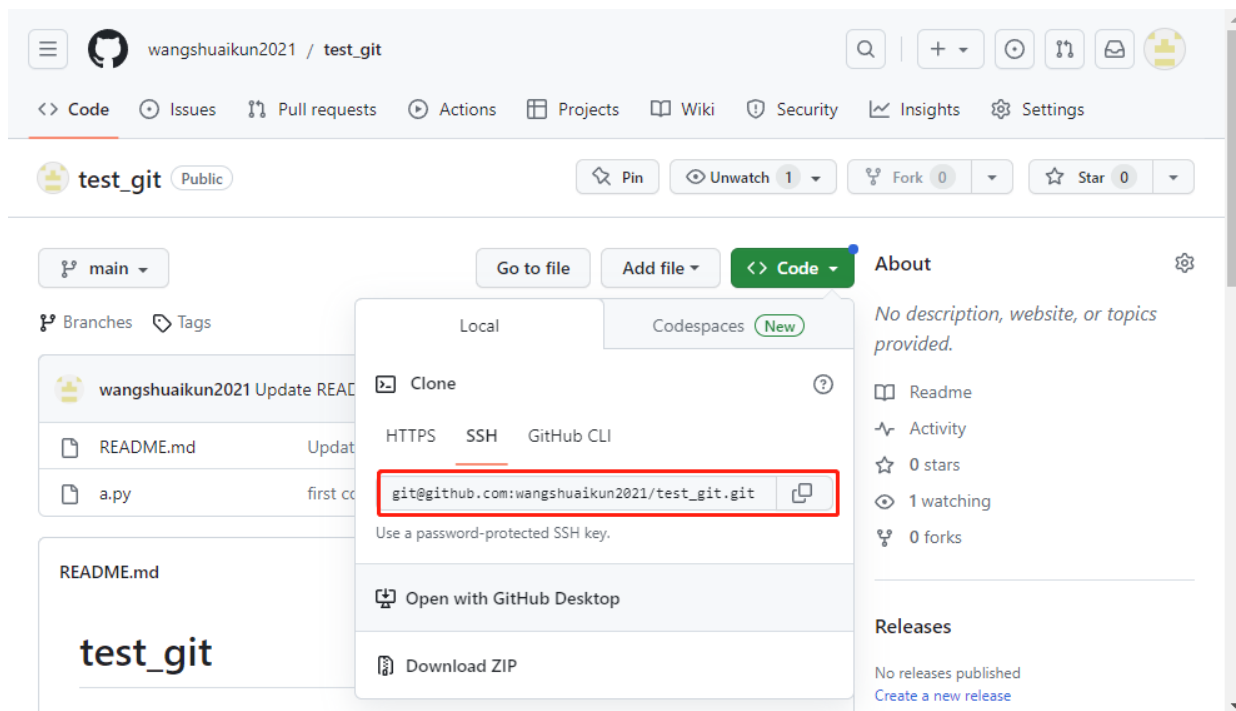 wangshuaikun2021 / test_git
Code Issues Pull requests Actions Projects Wiki Security Insights Settings
test_git Public Pin Unwatch 1 Fork 0 Star 0
main Go to file Add file Code
Branches Tags
Local Codespaces New
wangshuaikun2021 Update READ
README.md Updat
a.py first co
Clone
HTTPS SSH GitHub CLI
git@github.com:wangshuaikun2021/test_git.git
Use a password-protected SSH key.
Open with GitHub Desktop
Download ZIP
README.md
test_git
About
No description, website, or topics
provided.
Readme
Activity
0 stars
1 watching
0 forks
Releases
No releases published
Create a new release